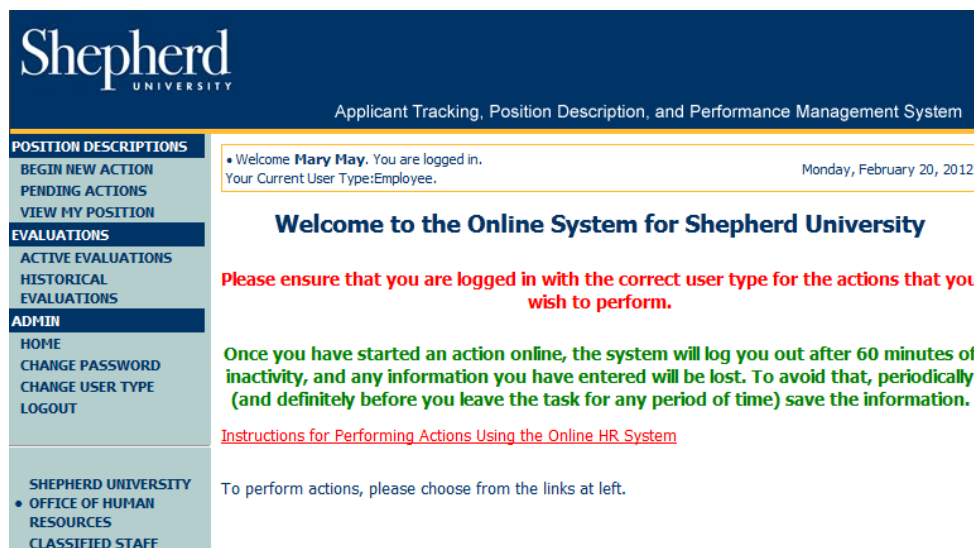 Shepherd
UNIVERSITY
Applicant Tracking, Position Description, and Performance Management System
POSITION DESCRIPTIONS
BEGIN NEW ACTION
PENDING ACTIONS
VIEW MY POSITION
EVALUATIONS
ACTIVE EVALUATIONS
HISTORICAL
EVALUATIONS
ADMIN
HOME
CHANGE PASSWORD
CHANGE USER TYPE
LOGOUT
SHEPHERD UNIVERSITY
• OFFICE OF HUMAN
RESOURCES
CLASSIFIED STAFF
• Welcome Mary May. You are logged in.
Your Current User Type:Employee.
Monday, February 20, 2012
Welcome to the Online System for Shepherd University
Please ensure that you are logged in with the correct user type for the actions that you
wish to perform.
Once you have started an action online, the system will log you out after 60 minutes of
inactivity, and any information you have entered will be lost. To avoid that, periodically
(and definitely before you leave the task for any period of time) save the information.
Instructions for Performing Actions Using the Online HR System
To perform actions, please choose from the links at left.